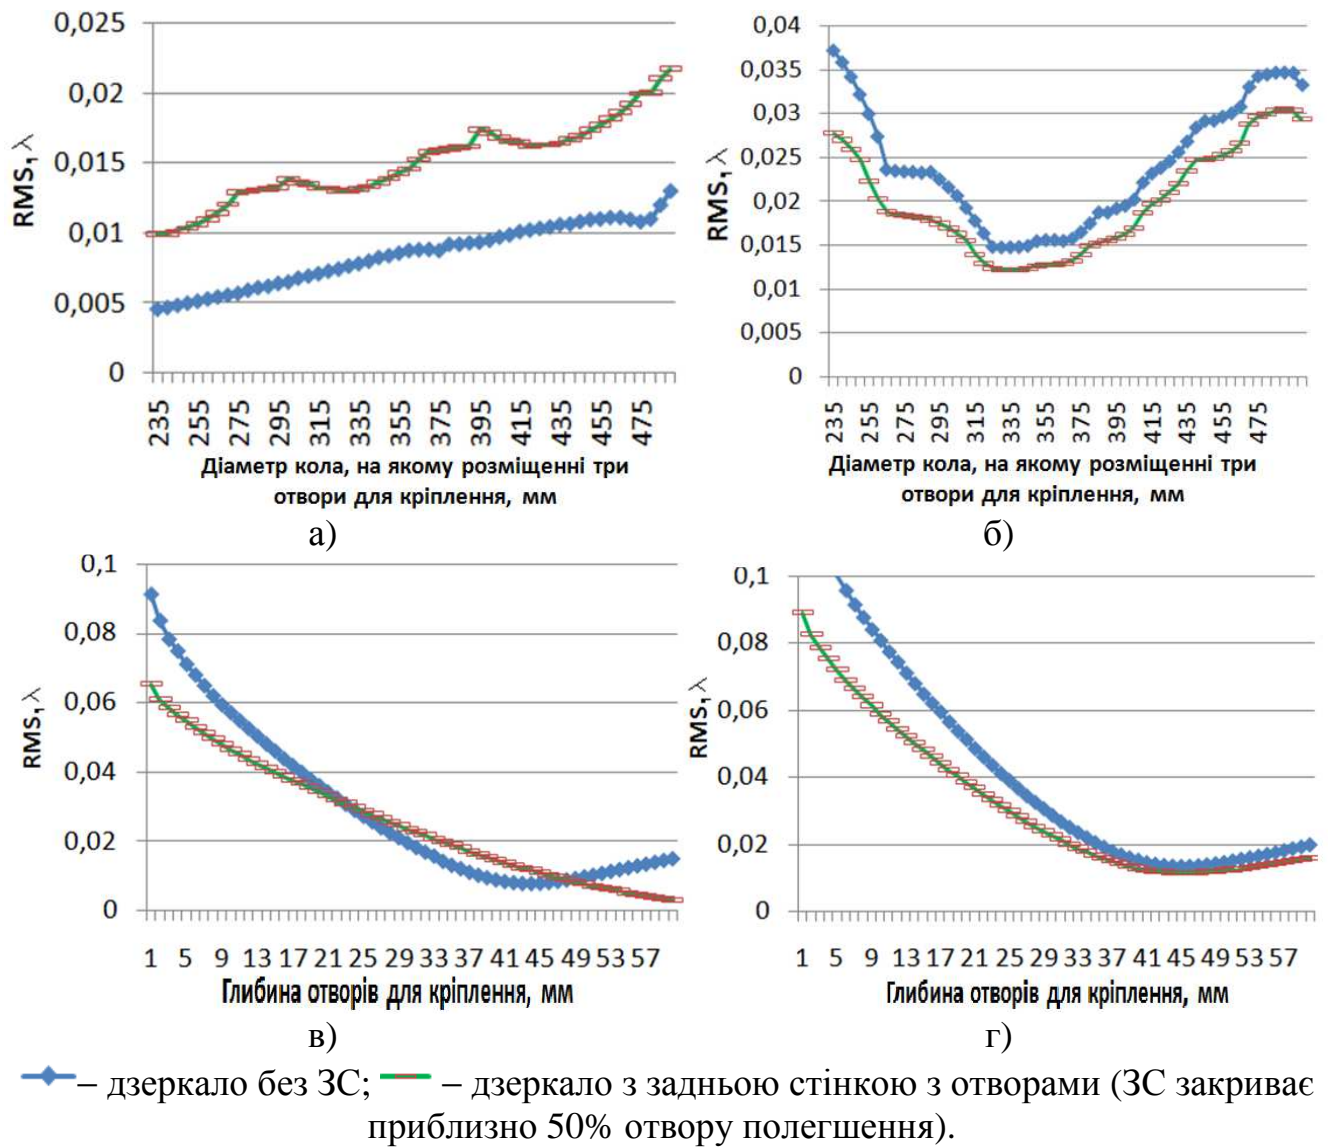 0,025
0,02
0,015
0,01
0,005
0
RMS, λ
235 255 275 295 315 335 355 375 395 415 435 455 475
Діаметр кола, на якому розміщенні три
отвори для кріплення, мм
а)
0,04
0,035
0,03
0,025
0,02
0,015
0,01
0,005
0
RMS, λ
235 255 275 295 315 335 355 375 395 415 435 455 475
Діаметр кола, на якому розміщенні три
отвори для кріплення, мм
б)
0,1
0,08
0,06
0,04
0,02
0
RMS, λ
1 5 9 13 17 21 25 29 33 37 41 45 49 53 57
Глибина отворів для кріплення, мм
в)
0,1
0,08
0,06
0,04
0,02
0
RMS, λ
1 5 9 13 17 21 25 29 33 37 41 45 49 53 57
Глибина отворів для кріплення, мм
г)
– дзеркало без ЗС; – дзеркало з задньою стінкою з отворами (ЗС закриває
приблизно 50% отвору полегшення).